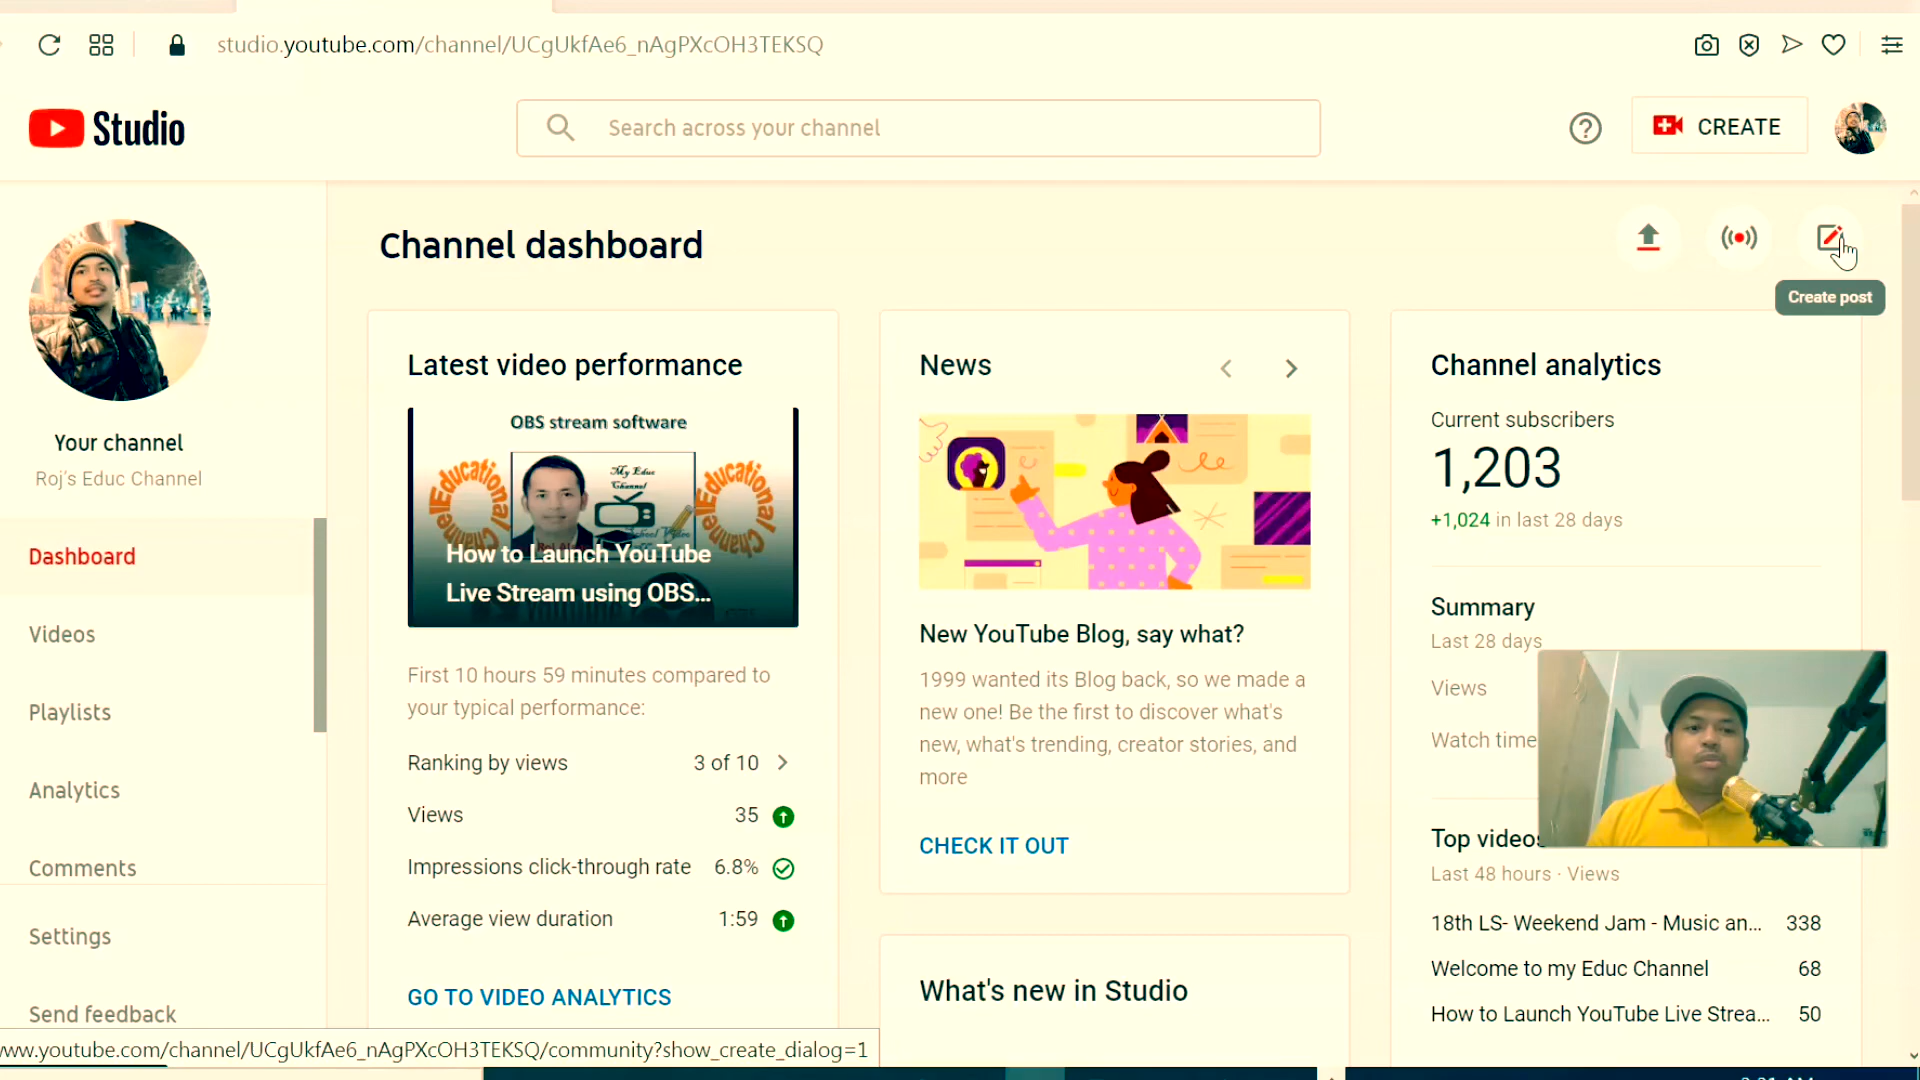 studio.youtube.com/channel/UCgUkfAe6_nAgPXcOH3TEKSQ
Studio
Search across your channel
CREATE
Channel dashboard
Create post
Your channel
Roj's Educ Channel
Dashboard
Videos
Playlists
Analytics
Comments
Settings
Send feedback
Latest video performance
OBS stream software
My Educ
Channel
Educational
Channel
Educational
Channel
How to Launch YouTube
Live Stream using OBS...
First 10 hours 59 minutes compared to
your typical performance:
Ranking by views 3 of 10
Views 35
Impressions click-through rate 6.8%
Average view duration 1:59
GO TO VIDEO ANALYTICS
News
New YouTube Blog, say what?
1999 wanted its Blog back, so we made a
new one! Be the first to discover what's
new, what's trending, creator stories, and
more
CHECK IT OUT
What's new in Studio
Channel analytics
Current subscribers
1,203
+1,024 in last 28 days
Summary
Last 28 days
Views
Watch time
Top videos
Last 48 hours · Views
18th LS- Weekend Jam - Music an... 338
Welcome to my Educ Channel 68
How to Launch YouTube Live Strea... 50
www.youtube.com/channel/UCgUkfAe6_nAgPXcOH3TEKSQ/community?show_create_dialog=1